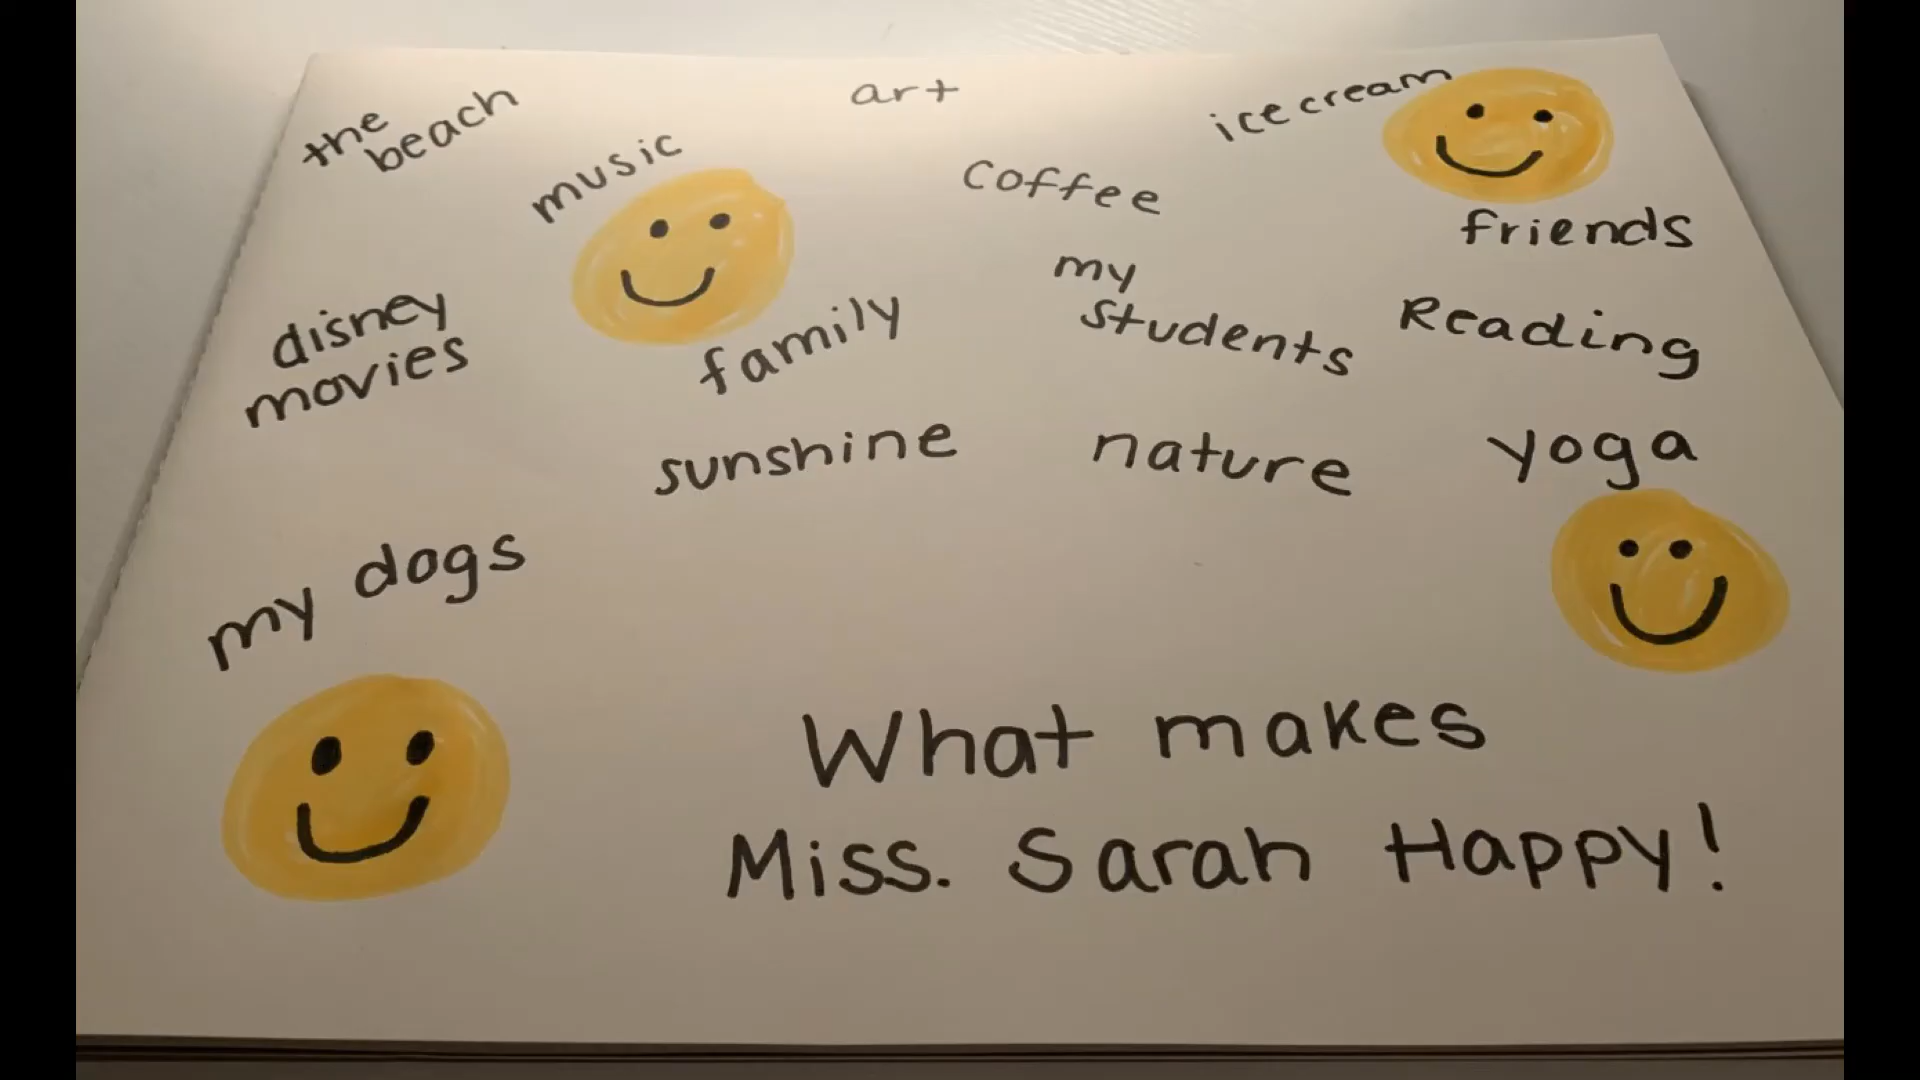 the
beach
music
art
ice cream
coffee
friends
disney
movies
family
my
students
Reading
sunshine
nature
yoga
my dogs
What makes
Miss. Sarah Happy!